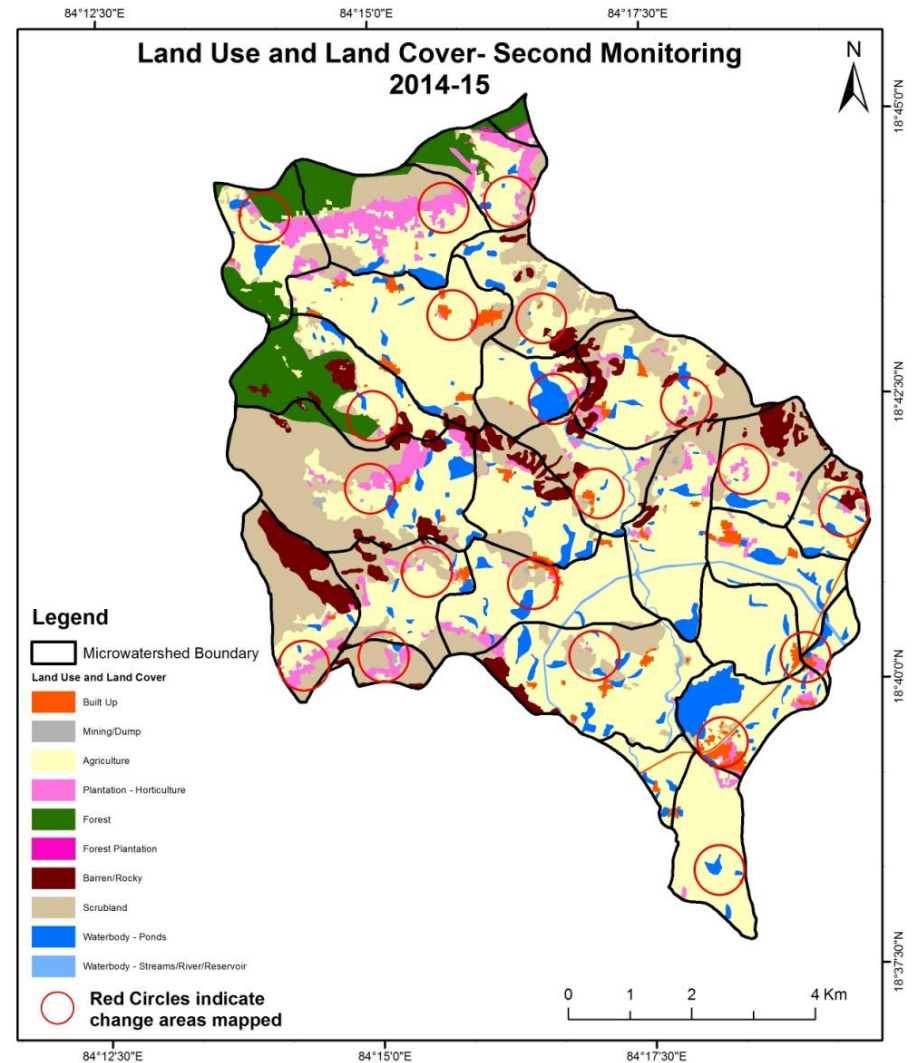 84°12'30"E 84°15'0"E 84°17'30"E
Land Use and Land Cover- Second Monitoring
2014-15
N
18°45'0"N
18°42'30"N
18°40'0"N
18°37'30"N
Legend
Microwatershed Boundary
Land Use and Land Cover
Built Up
Mining/Dump
Agriculture
Plantation - Horticulture
Forest
Forest Plantation
Barren/Rocky
Scrubland
Waterbody - Ponds
Waterbody - Streams/River/Reservoir
Red Circles indicate
change areas mapped
0 1 2 4 Km
84°12'30"E 84°15'0"E 84°17'30"E